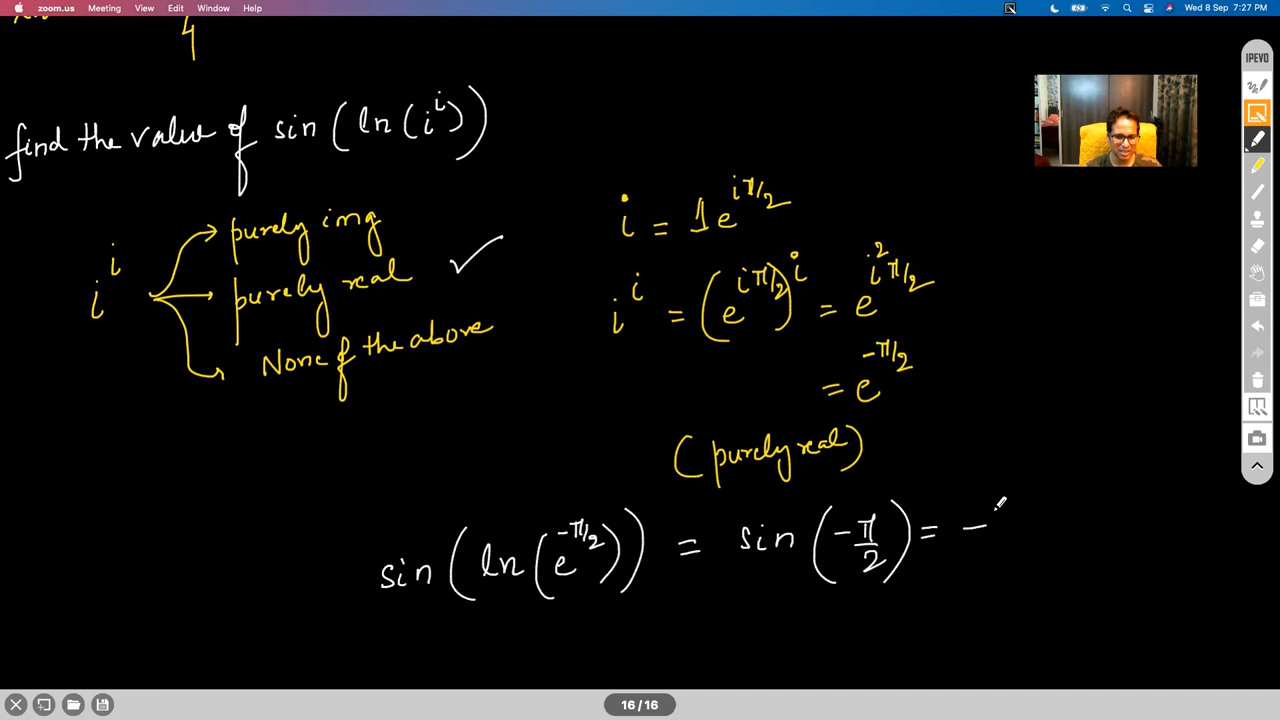 zoom.us Meeting View Edit Window Help Wed 8 Sep 7:27 PM
IPEVO
4
find the value of sin(ln(i^i))
i^i
purely img
purely real ✓
None of the above
i = 1e^{iπ/2}
i^i = (e^{iπ/2})^i = e^{i²π/2}
= e^{-π/2}
(purely real)
sin(ln(e^{-π/2})) = sin(-π/2) = -
16/16